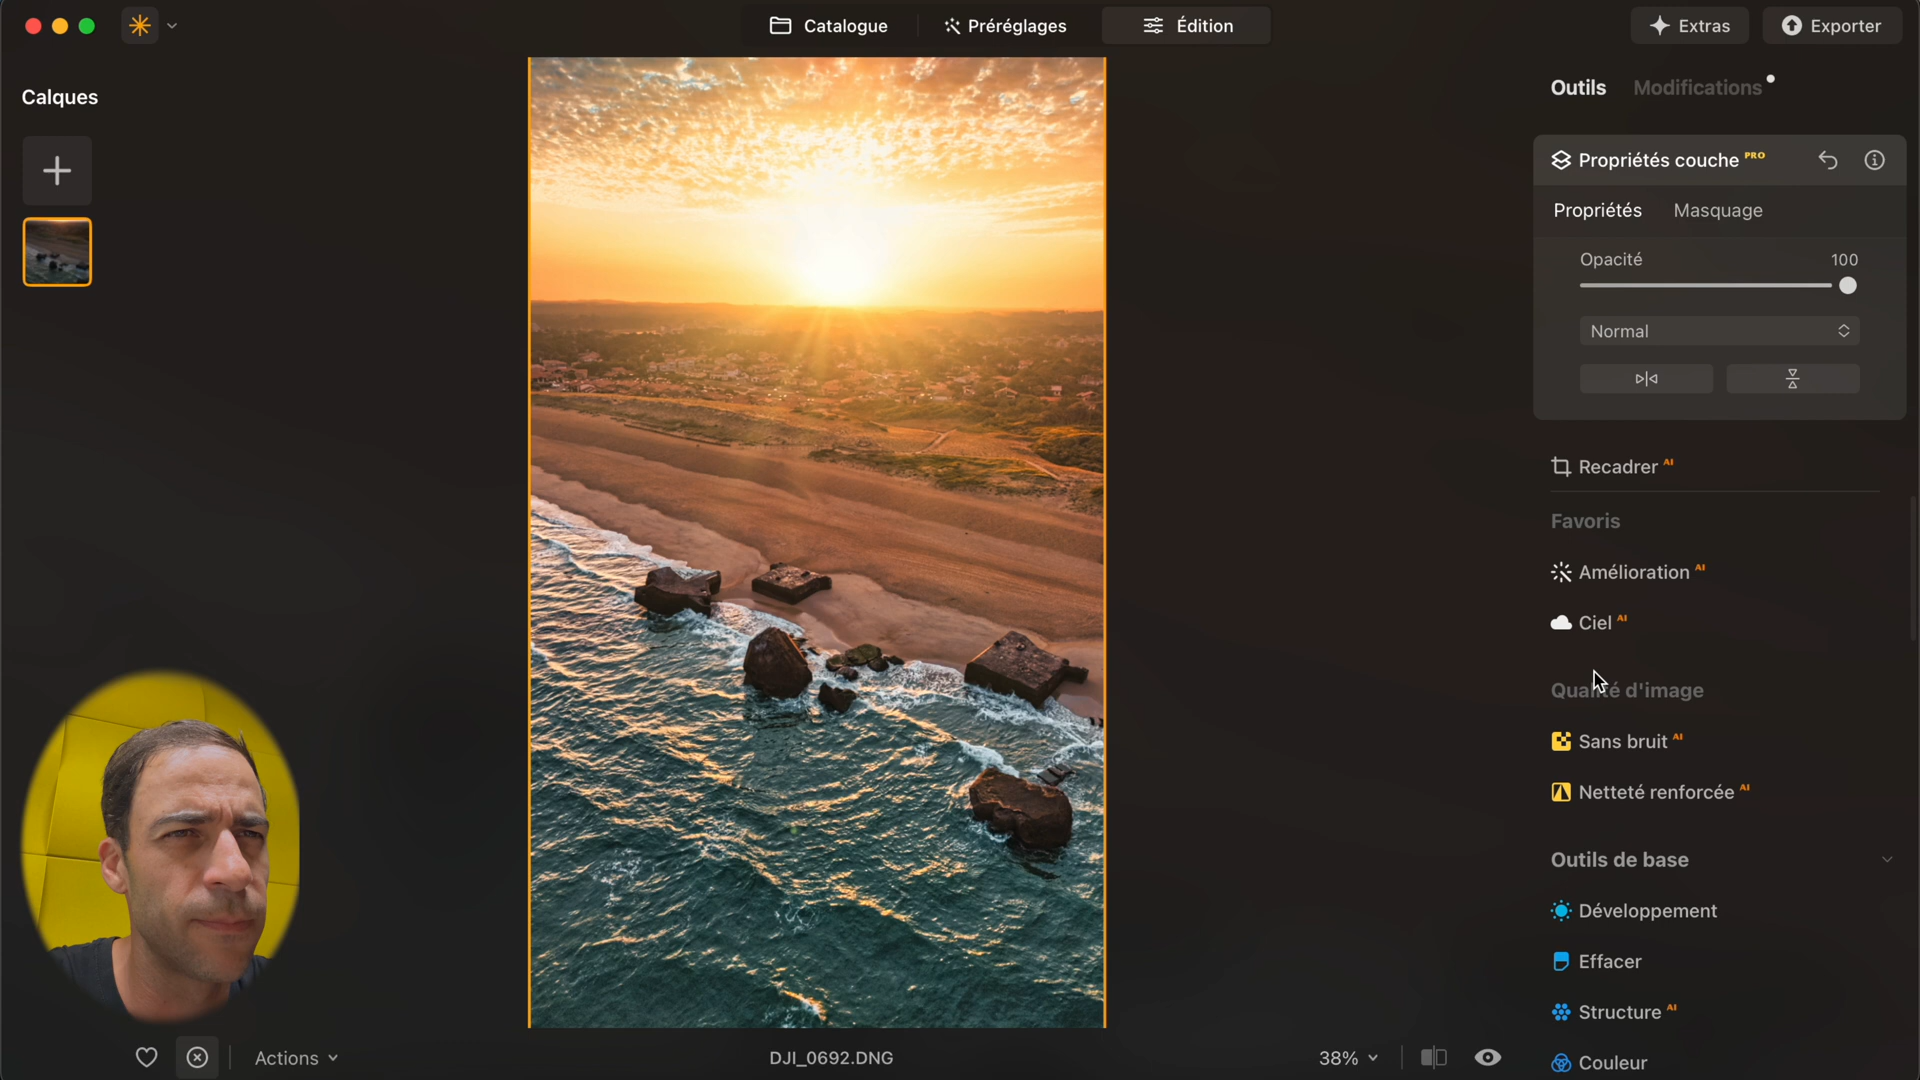 Catalogue
Préréglages
Édition
Extras
Exporter
Calques
Outils
Modifications
Propriétés couche PRO
Propriétés
Masquage
Opacité
100
Normal
Recadrer AI
Favoris
Amélioration AI
Ciel AI
Qualité d'image
Sans bruit AI
Netteté renforcée AI
Outils de base
Développement
Effacer
Structure AI
Couleur
Actions
DJI_0692.DNG
38%